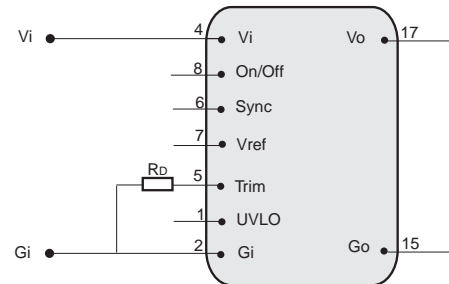 Vi 4 Vi Vo 17
8 On/Off
6 Sync
7 Vref
RD 5 Trim
1 UVLO
Gi 2 Gi Go 15